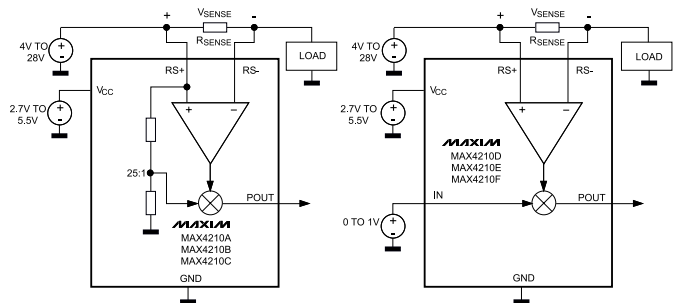 + VSENSE -
RSENSE
4V TO
28V
LOAD
RS+ RS-
VCC
2.7V TO
5.5V
+ −
+ -
25:1
POUT
MAXIM
MAX4210A
MAX4210B
MAX4210C
GND
+ VSENSE -
RSENSE
4V TO
28V
LOAD
RS+ RS-
VCC
2.7V TO
5.5V
+ −
+ -
MAXIM
MAX4210D
MAX4210E
MAX4210F
IN
POUT
0 TO 1V
+ -
GND